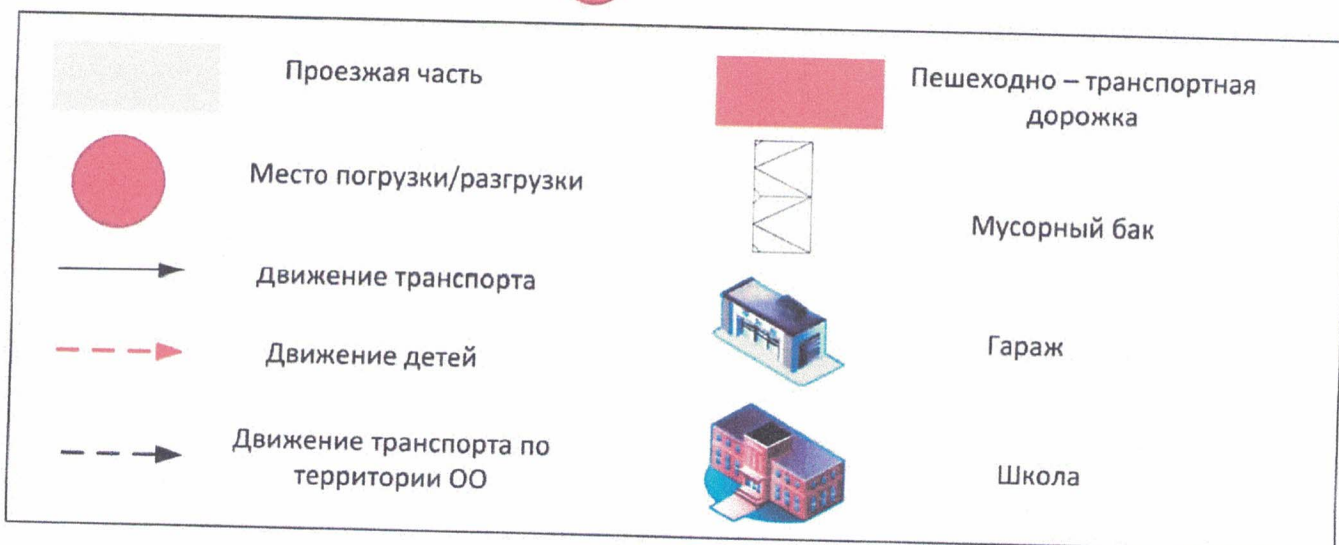 Проезжая часть
Место погрузки/разгрузки
Движение транспорта
Движение детей
Движение транспорта по
территории ОО
Пешеходно – транспортная
дорожка
Мусорный бак
Гараж
Школа